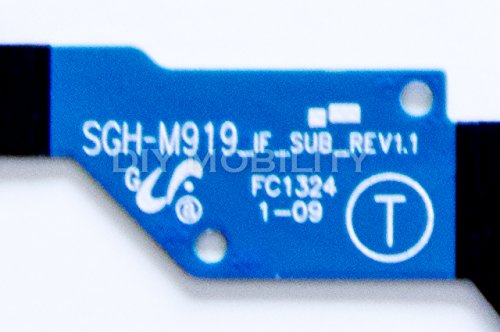 SGH-M919_IF_SUB_REV1.1
DIY MOBILITY
G
FC1324
1-09
T